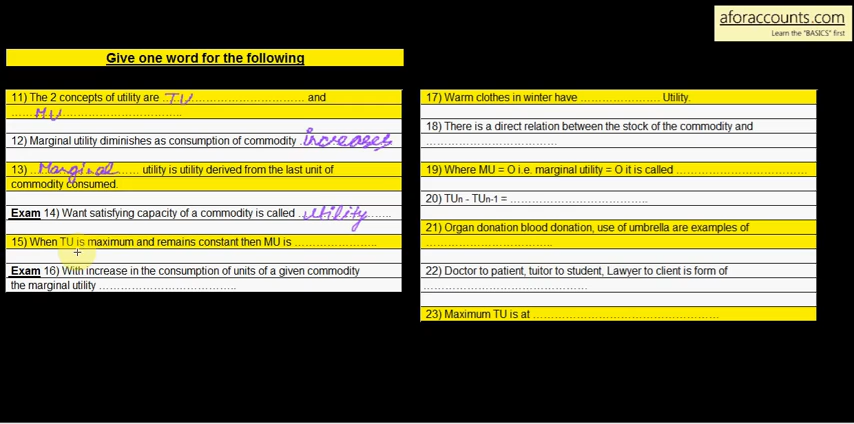 aforaccounts.com
Learn the "BASICS" first
Give one word for the following
11) The 2 concepts of utility are ..TU.............................. and
......MU..............................
12) Marginal utility diminishes as consumption of commodity .increases
13) ..Marginal...... utility is utility derived from the last unit of
commodity consumed.
Exam 14) Want satisfying capacity of a commodity is called .utility.......
15) When TU is maximum and remains constant then MU is ........................
Exam 16) With increase in the consumption of units of a given commodity
the marginal utility ....................................
17) Warm clothes in winter have ........................ Utility.
18) There is a direct relation between the stock of the commodity and
....................................
19) Where MU = O i.e. marginal utility = O it is called ....................................
20) TUn - TUn-1 = ....................................
21) Organ donation blood donation, use of umbrella are examples of
....................................
22) Doctor to patient, tuitor to student, Lawyer to client is form of
..............................................
23) Maximum TU is at ....................................................